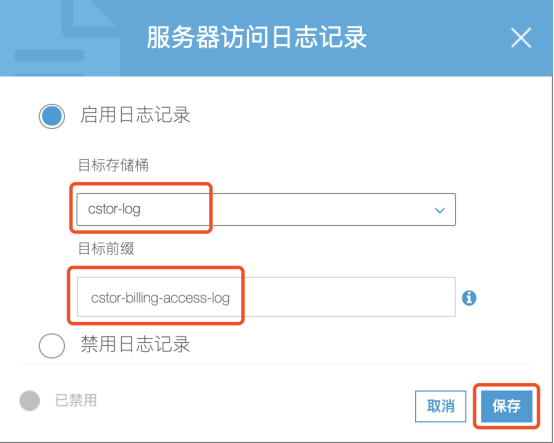 服务器访问日志记录
启用日志记录
目标存储桶
cstor-log
目标前缀
cstor-billing-access-log
禁用日志记录
已禁用
取消
保存